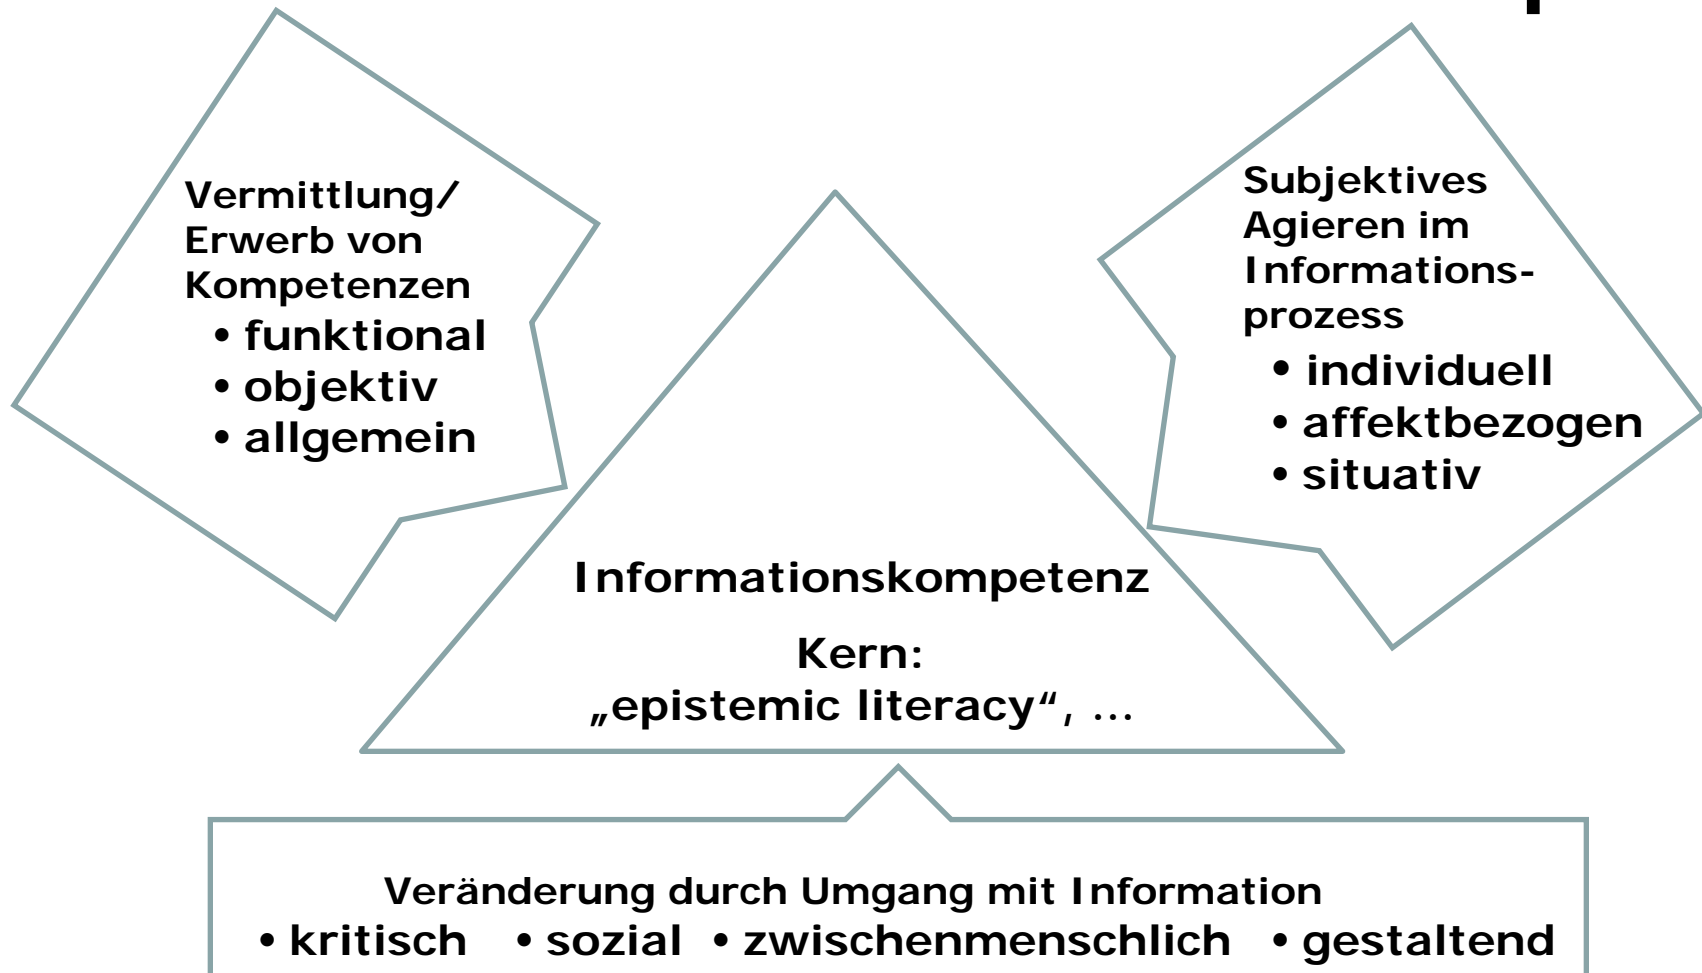 Vermittlung/
Erwerb von
Kompetenzen
• funktional
• objektiv
• allgemein
Subjektives
Agieren im
Informations-
prozess
• individuell
• affektbezogen
• situativ
Informationskompetenz
Kern:
„epistemic literacy“, ...
Veränderung durch Umgang mit Information
• kritisch • sozial • zwischenmenschlich • gestaltend